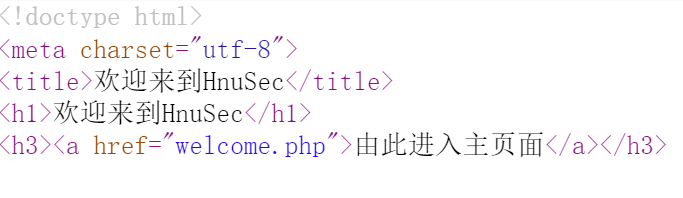 <!doctype html>
<meta charset="utf-8">
<title>欢迎来到HnuSec</title>
<h1>欢迎来到HnuSec</h1>
<h3><a href="welcome.php">由此进入主页面</a></h3>